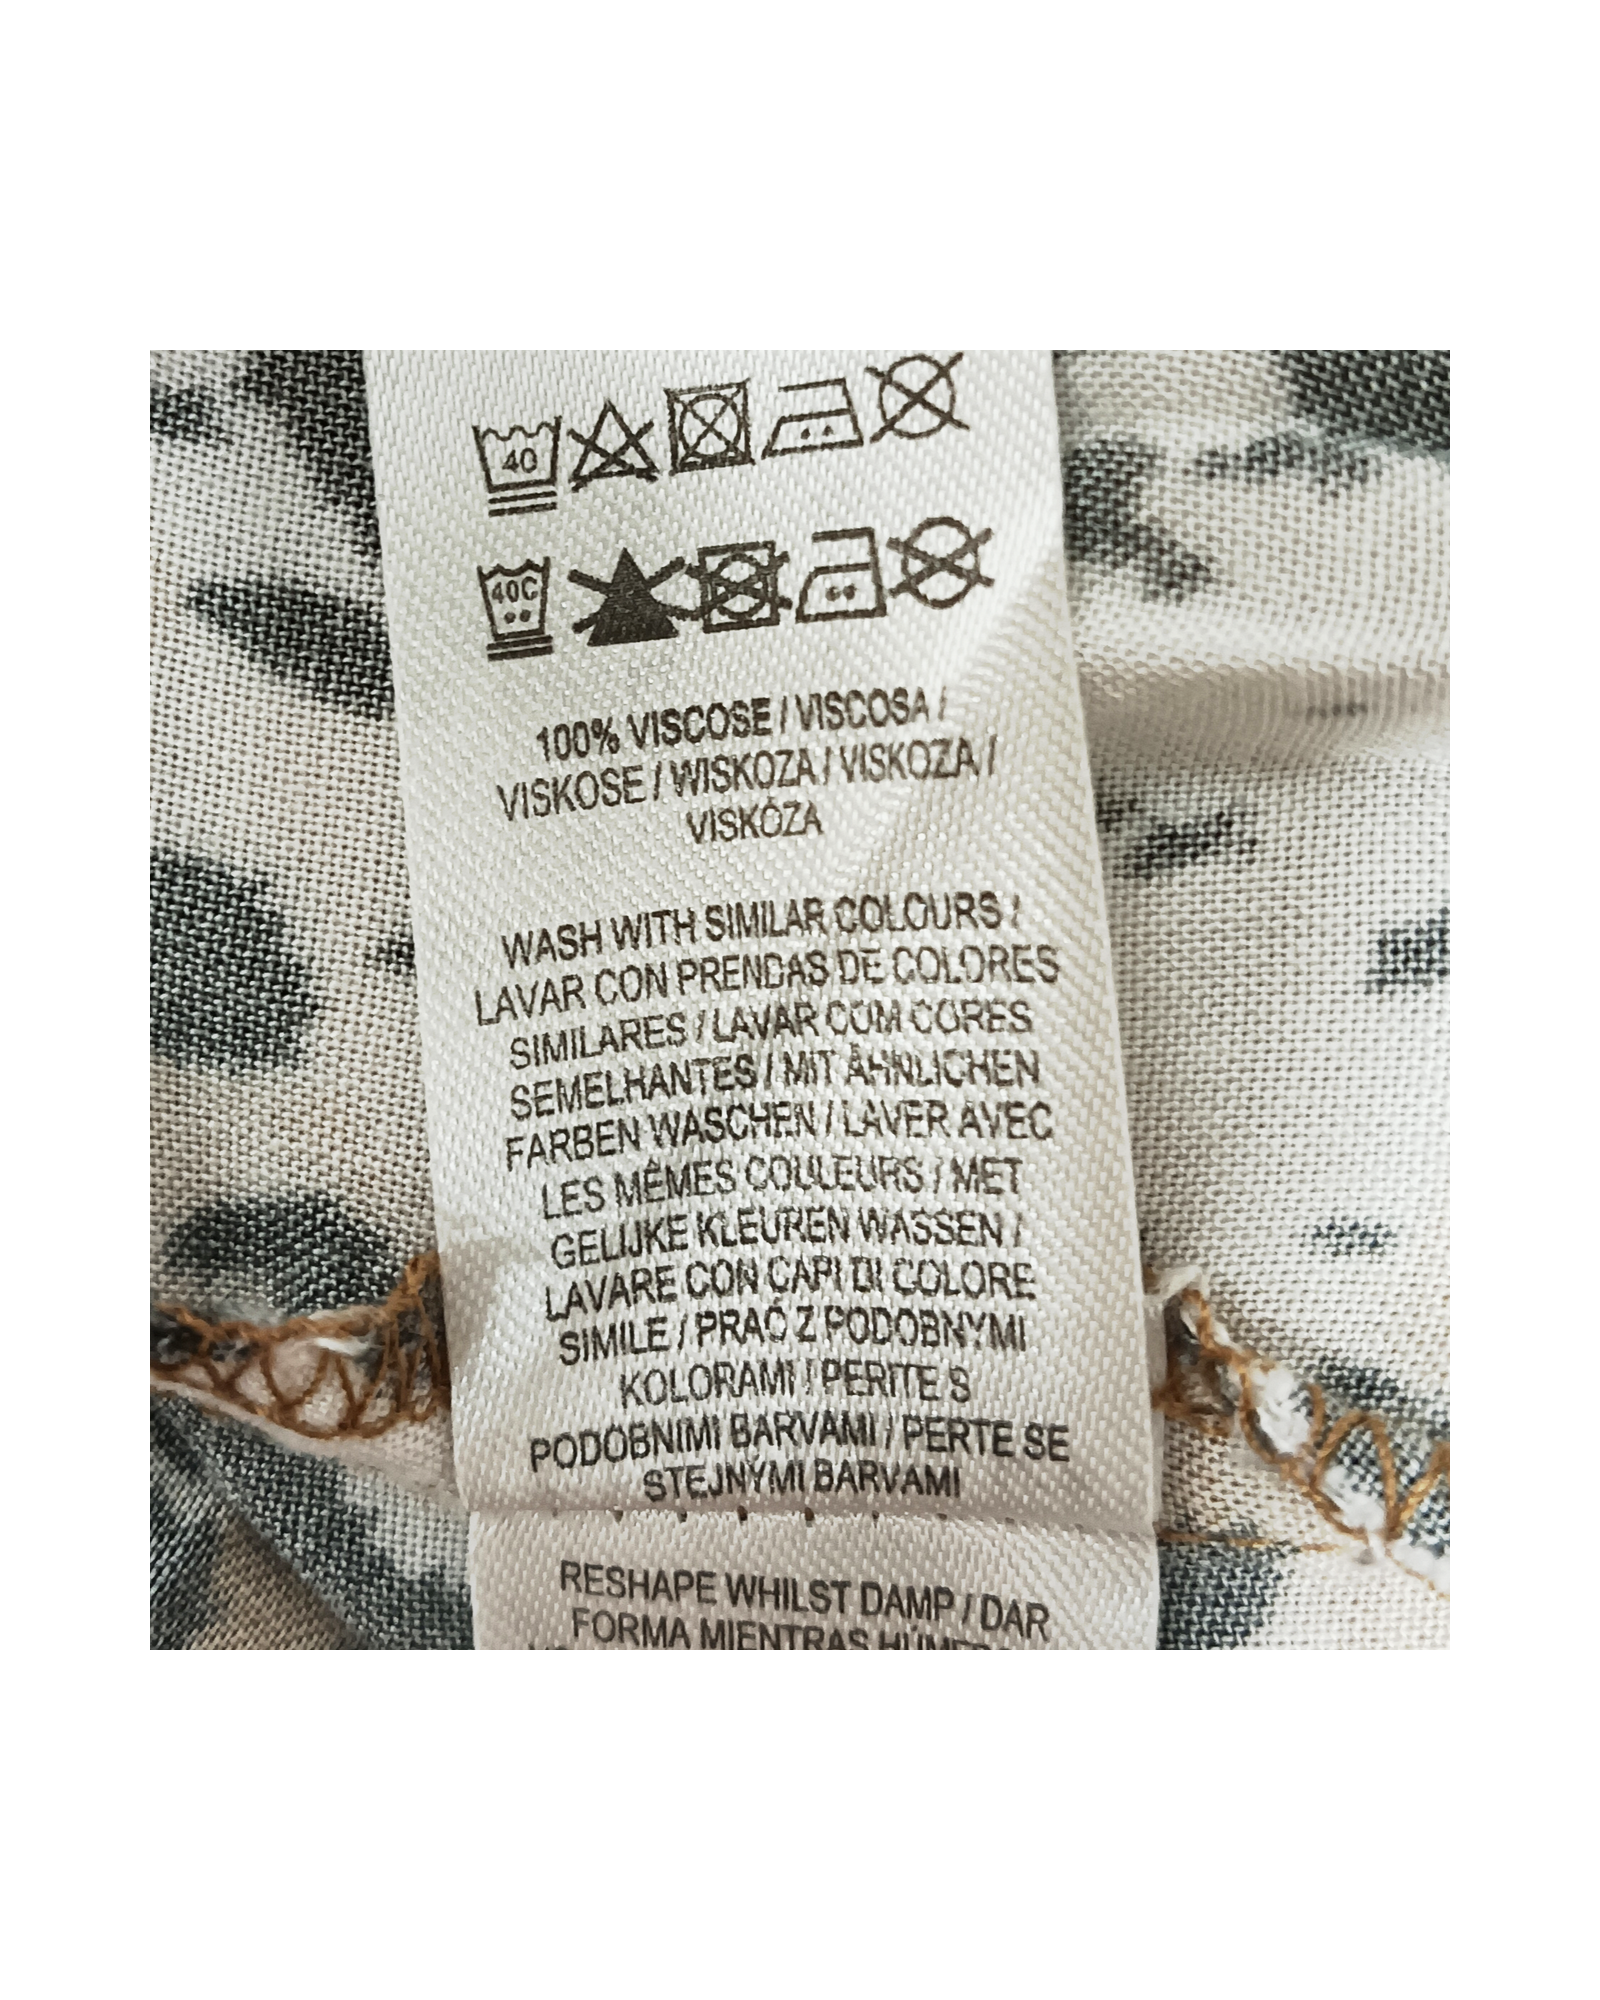 40
40C
100% VISCOSE / VISCOSA /
VISKOSE / WISKOZA / VISKOZA /
VISKÓZA
WASH WITH SIMILAR COLOURS /
LAVAR CON PRENDAS DE COLORES
SIMILARES / LAVAR COM CORES
SEMELHANTES / MIT ÄHNLICHEN
FARBEN WASCHEN / LAVER AVEC
LES MÊMES COULEURS / MET
GELIJKE KLEUREN WASSEN /
LAVARE CON CAPI DI COLORE
SIMILE / PRAĆ Z PODOBNYMI
KOLORAMI / PERITE S
PODOBNIMI BARVAMI / PERTE SE
STEJNÝMI BARVAMI
RESHAPE WHILST DAMP / DAR
FORMA MIENTRAS